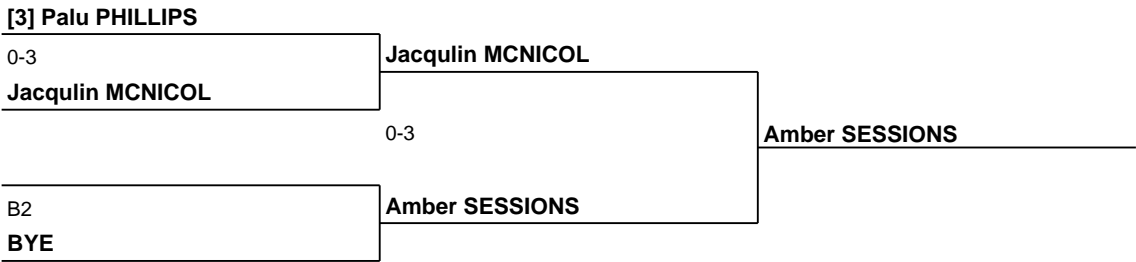 [3] Palu PHILLIPS
0-3
Jacqulin MCNICOL
Jacqulin MCNICOL
0-3
Amber SESSIONS
B2
Amber SESSIONS
BYE